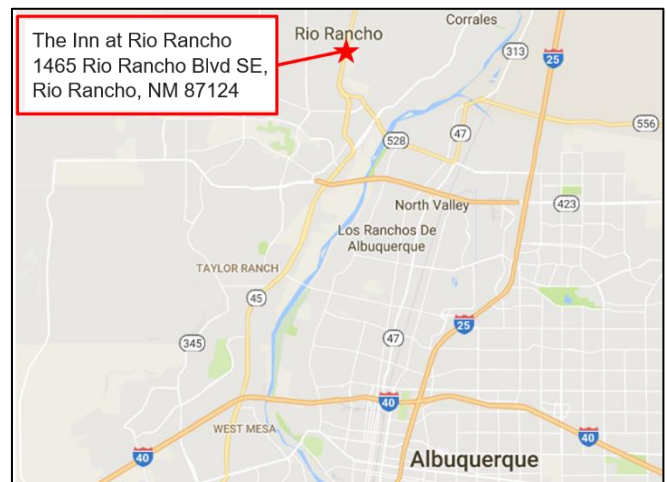 The Inn at Rio Rancho
1465 Rio Rancho Blvd SE,
Rio Rancho, NM 87124
Rio Rancho
Corrales
313
25
556
47
528
North Valley
423
Los Ranchos De
Albuquerque
TAYLOR RANCH
45
25
345
47
40
WEST MESA
40
40
Albuquerque